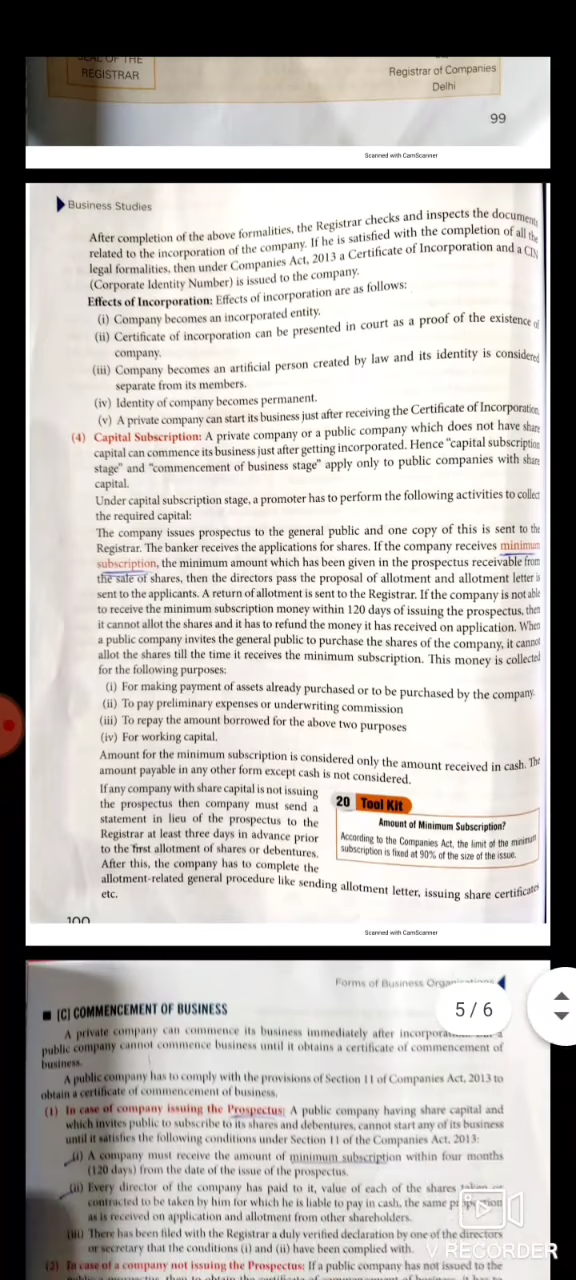 SEAL OF THE
REGISTRAR
Registrar of Companies
Delhi
99
Scanned with CamScanner
Business Studies
After completion of the above formalities, the Registrar checks and inspects the
related to the incorporation of the company. If he is satisfied with the completion of all the
legal formalities, then under Companies Act, 2013 a Certificate of Incorporation and a CIN
(Corporate Identity Number) is issued to the company.
Effects of Incorporation: Effects of incorporation are as follows:
(i) Company becomes an incorporated entity.
(ii) Certificate of incorporation can be presented in court as a proof of the existence of
company.
(iii) Company becomes an artificial person created by law and its identity is considered
separate from its members.
(iv) Identity of company becomes permanent.
(v) A private company can start its business just after receiving the Certificate of Incorporation.
(4) Capital Subscription: A private company or a public company which does not have share
capital can commence its business just after getting incorporated. Hence "capital subscription
stage" and "commencement of business stage" apply only to public companies with share
capital.
Under capital subscription stage, a promoter has to perform the following activities to collect
the required capital:
The company issues prospectus to the general public and one copy of this is sent to the
Registrar. The banker receives the applications for shares. If the company receives minimum
subscription, the minimum amount which has been given in the prospectus receivable from
the sale of shares, then the directors pass the proposal of allotment and allotment letter is
sent to the applicants. A return of allotment is sent to the Registrar. If the company is not able
to receive the minimum subscription money within 120 days of issuing the prospectus, then
it cannot allot the shares and it has to refund the money it has received on application. When
a public company invites the general public to purchase the shares of the company, it cannot
allot the shares till the time it receives the minimum subscription. This money is collected
for the following purposes:
(i) For making payment of assets already purchased or to be purchased by the company.
(ii) To pay preliminary expenses or underwriting commission
(iii) To repay the amount borrowed for the above two purposes
(iv) For working capital.
Amount for the minimum subscription is considered only the amount received in cash. The
amount payable in any other form except cash is not considered.
If any company with share capital is not issuing
the prospectus then company must send a
statement in lieu of the prospectus to the
Registrar at least three days in advance prior
to the first allotment of shares or debentures.
After this, the company has to complete the
allotment-related general procedure like sending allotment letter, issuing share certificates
etc.
20 Tool Kit
Amount of Minimum Subscription?
According to the Companies Act, the limit of the minimum
subscription is fixed at 90% of the size of the issue.
100
Scanned with CamScanner
Forms of Business
5 / 6
[C] COMMENCEMENT OF BUSINESS
A private company can commence its business immediately after
public company cannot commence business until it obtains a certificate of commencement of
business.
A public company has to comply with the provisions of Section 11 of Companies Act, 2013 to
obtain a certificate of commencement of business.
(1) In case of company issuing the Prospectus: A public company having share capital and
which invites public to subscribe to its shares and debentures, cannot start any of its business
until it satisfies the following conditions under Section 11 of the Companies Act, 2013:
(i) A company must receive the amount of minimum subscription within four months
(120 days) from the date of the issue of the prospectus.
(ii) Every director of the company has paid to it, value of each of the shares
contracted to be taken by him for which he is liable to pay in cash, the same
as is received on application and allotment from other shareholders.
(iii) There has been filed with the Registrar a duly verified declaration by one of the directors
or secretary that the conditions (i) and (ii) have been complied with.
V RECORDER
(2) In case of a company not issuing the Prospectus: If a public company has not issued to the